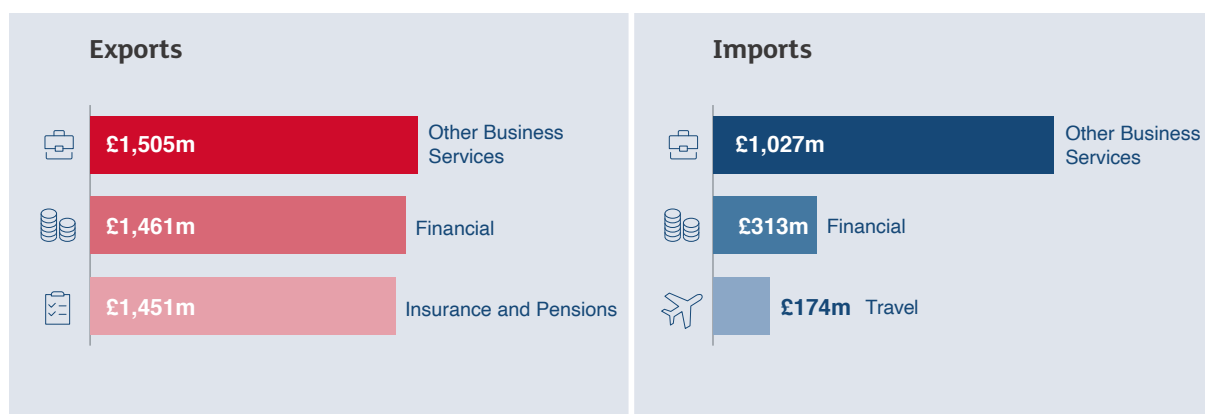 Exports
£1,505m
Other Business
Services
£1,461m
Financial
£1,451m
Insurance and Pensions
Imports
£1,027m
Other Business
Services
£313m
Financial
£174m
Travel